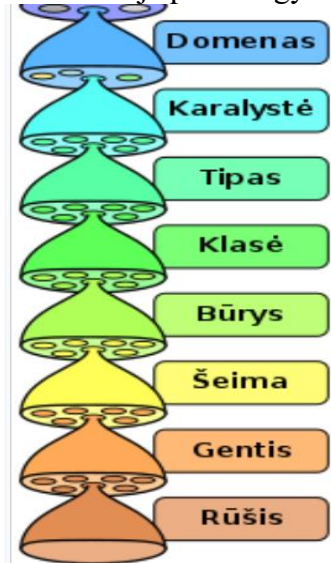 Domenas
Karalystė
Tipas
Klasė
Būrys
Šeima
Gentis
Rūšis